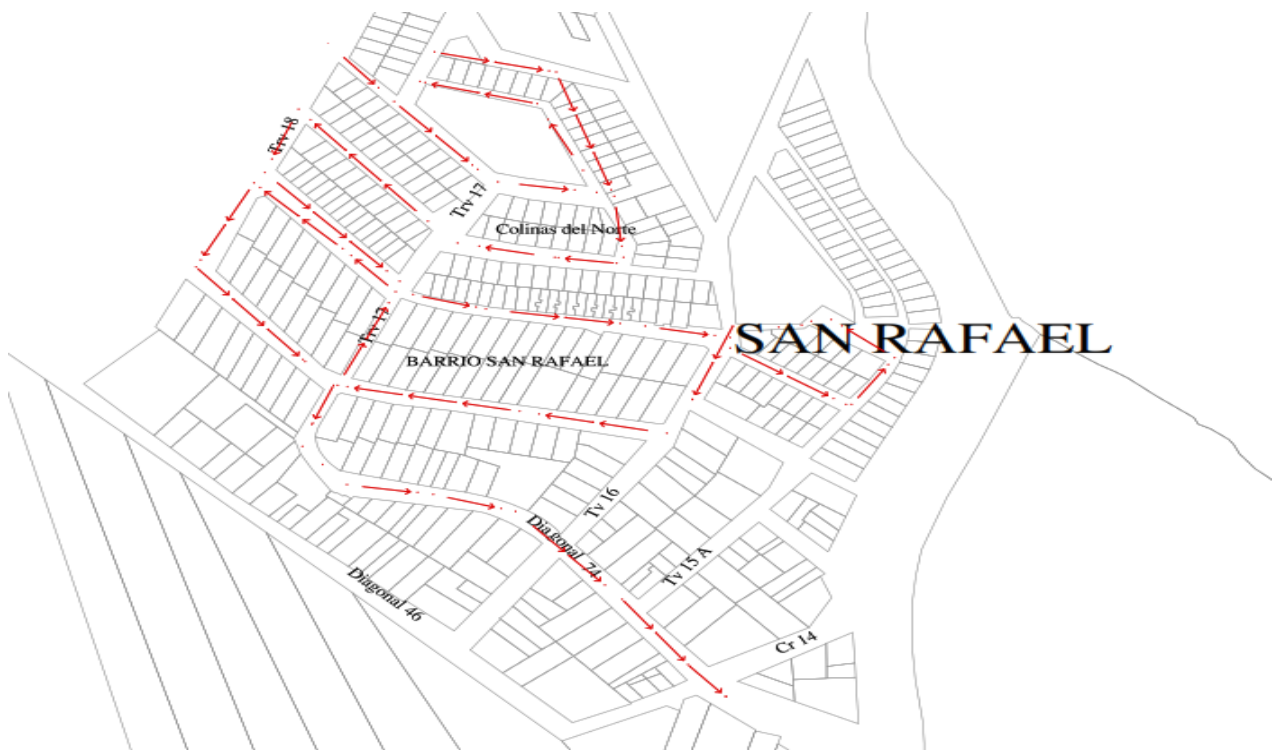 Trv 18
Trv 17
Colinas del Norte
Trv 17
SAN RAFAEL
BARRIO SAN RAFAEL
Tv 16
Diagonal 74
Tv 15 A
Diagonal 46
Cr 14